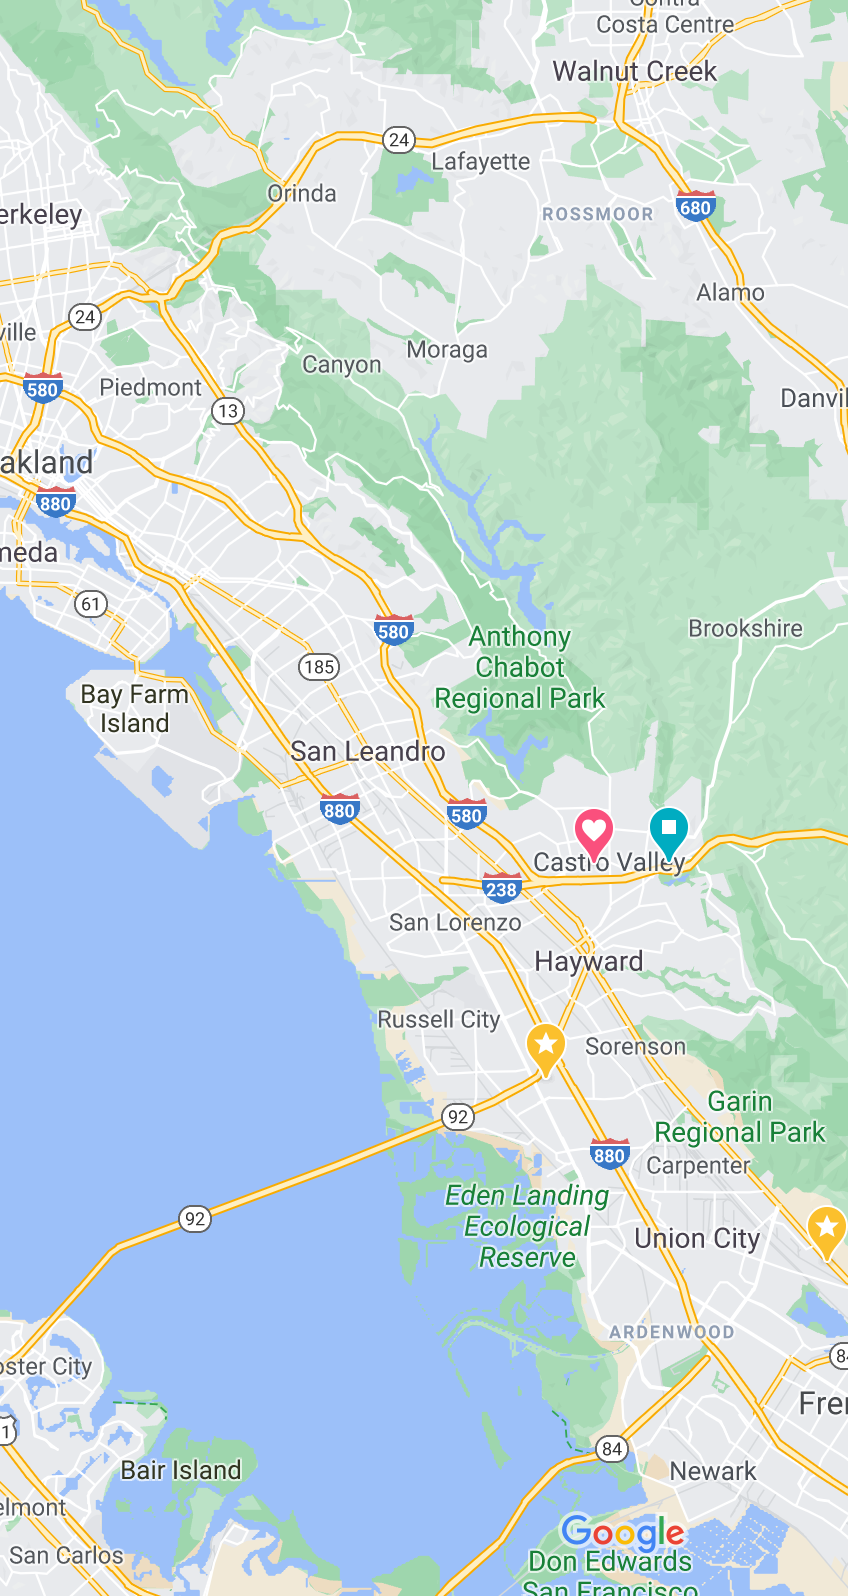 Contra
Costa Centre
Walnut Creek
24
Lafayette
Orinda
680
ROSSMOOR
erkeley
Alamo
24
ville
Moraga
Canyon
580
Piedmont
Danvil
13
akland
880
meda
61
580
Brookshire
Anthony
Chabot
Regional Park
185
Bay Farm
Island
San Leandro
880
580
Castro Valley
238
San Lorenzo
Hayward
Russell City
Sorenson
Garin
Regional Park
92
880
Carpenter
Eden Landing
Ecological
Reserve
92
Union City
ARDENWOOD
oster City
84
Fre
1
84
Bair Island
Newark
elmont
Google
San Carlos
Don Edwards
San Francisco